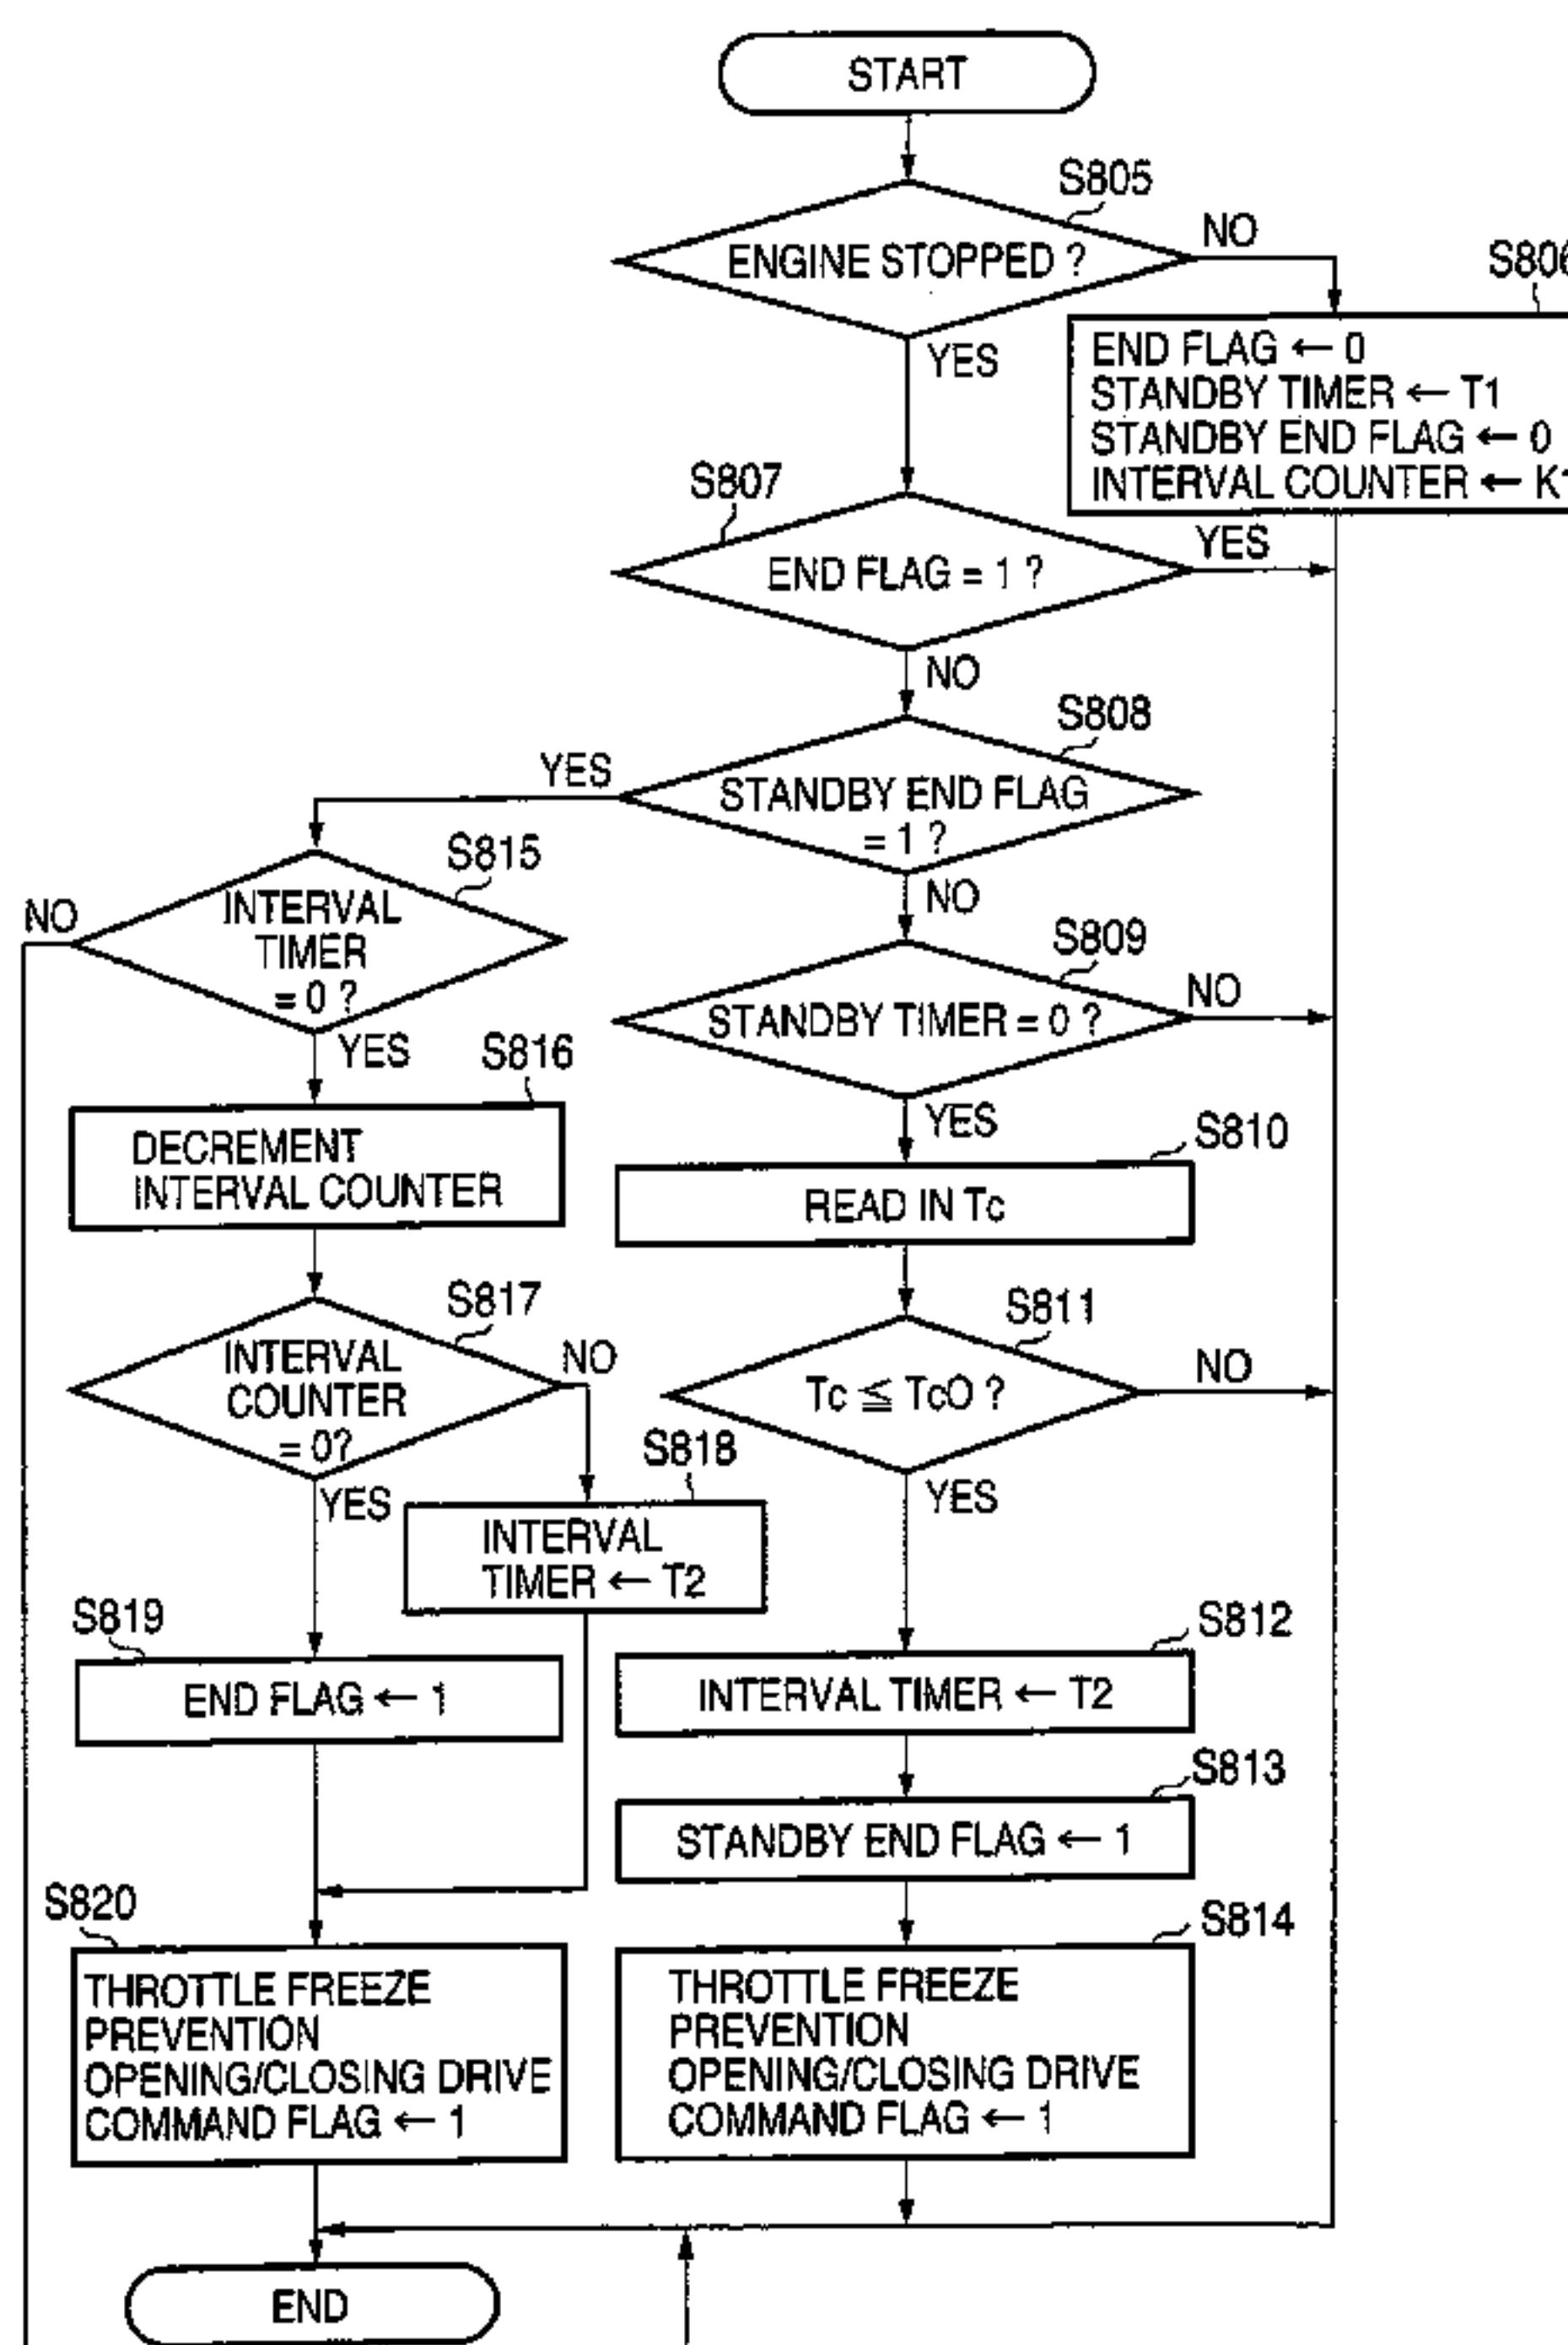 START
S805
ENGINE STOPPED ?
NO
YES
S806
END FLAG ← 0
STANDBY TIMER ← T1
STANDBY END FLAG ← 0
INTERVAL COUNTER ← K1
S807
END FLAG = 1 ?
YES
NO
S808
STANDBY END FLAG
= 1 ?
YES
NO
S815
INTERVAL
TIMER
= 0 ?
NO
YES
S809
STANDBY TIMER = 0 ?
NO
YES
S816
DECREMENT
INTERVAL COUNTER
S810
READ IN Tc
S817
INTERVAL
COUNTER
= 0?
NO
YES
S811
Tc ≦ TcO ?
NO
YES
S818
INTERVAL
TIMER ← T2
S819
END FLAG ← 1
S812
INTERVAL TIMER ← T2
S813
STANDBY END FLAG ← 1
S820
THROTTLE FREEZE
PREVENTION
OPENING/CLOSING DRIVE
COMMAND FLAG ← 1
S814
THROTTLE FREEZE
PREVENTION
OPENING/CLOSING DRIVE
COMMAND FLAG ← 1
END